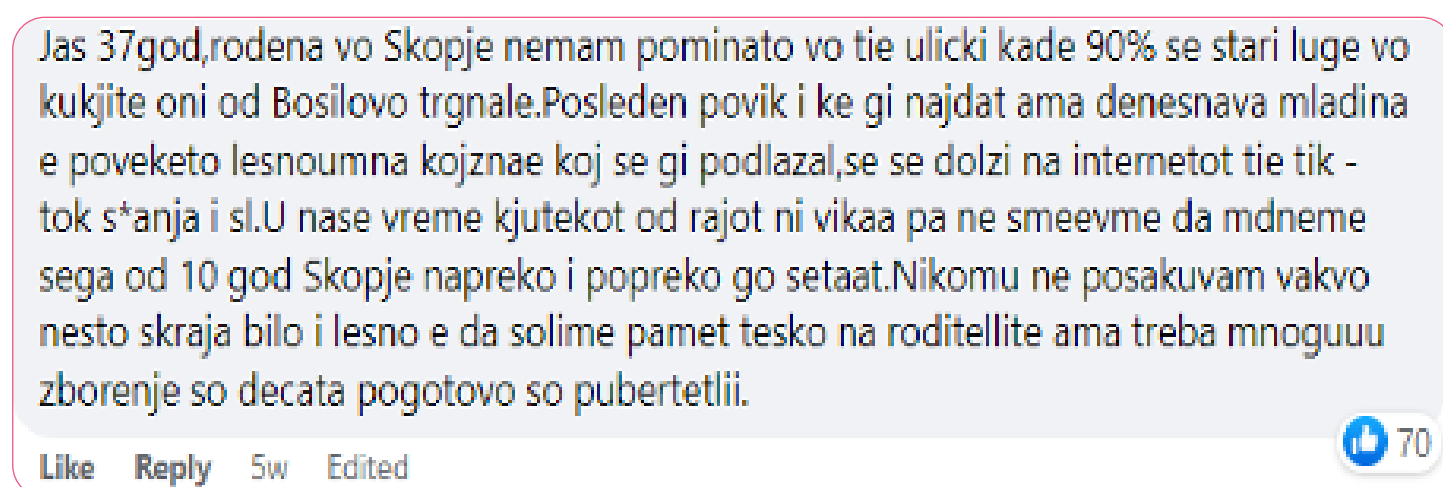 Jas 37god,rodena vo Skopje nemam pominato vo tie ulicki kade 90% se stari luge vo
kukjite oni od Bosilovo trgnale.Posleden povik i ke gi najdat ama denesnava mladina
e poveketo lesnoumna kojznae koj se gi podlazal,se se dolzi na internetot tie tik -
tok s*anja i sl.U nase vreme kjutekot od rajot ni vikaa pa ne smeevme da mdneme
sega od 10 god Skopje napreko i popreko go setaat.Nikomu ne posakuvam vakvo
nesto skraja bilo i lesno e da solime pamet tesko na roditellite ama treba mnoguuu
zborenje so decata pogotovo so pubertetlii.
70
Like Reply 5w Edited